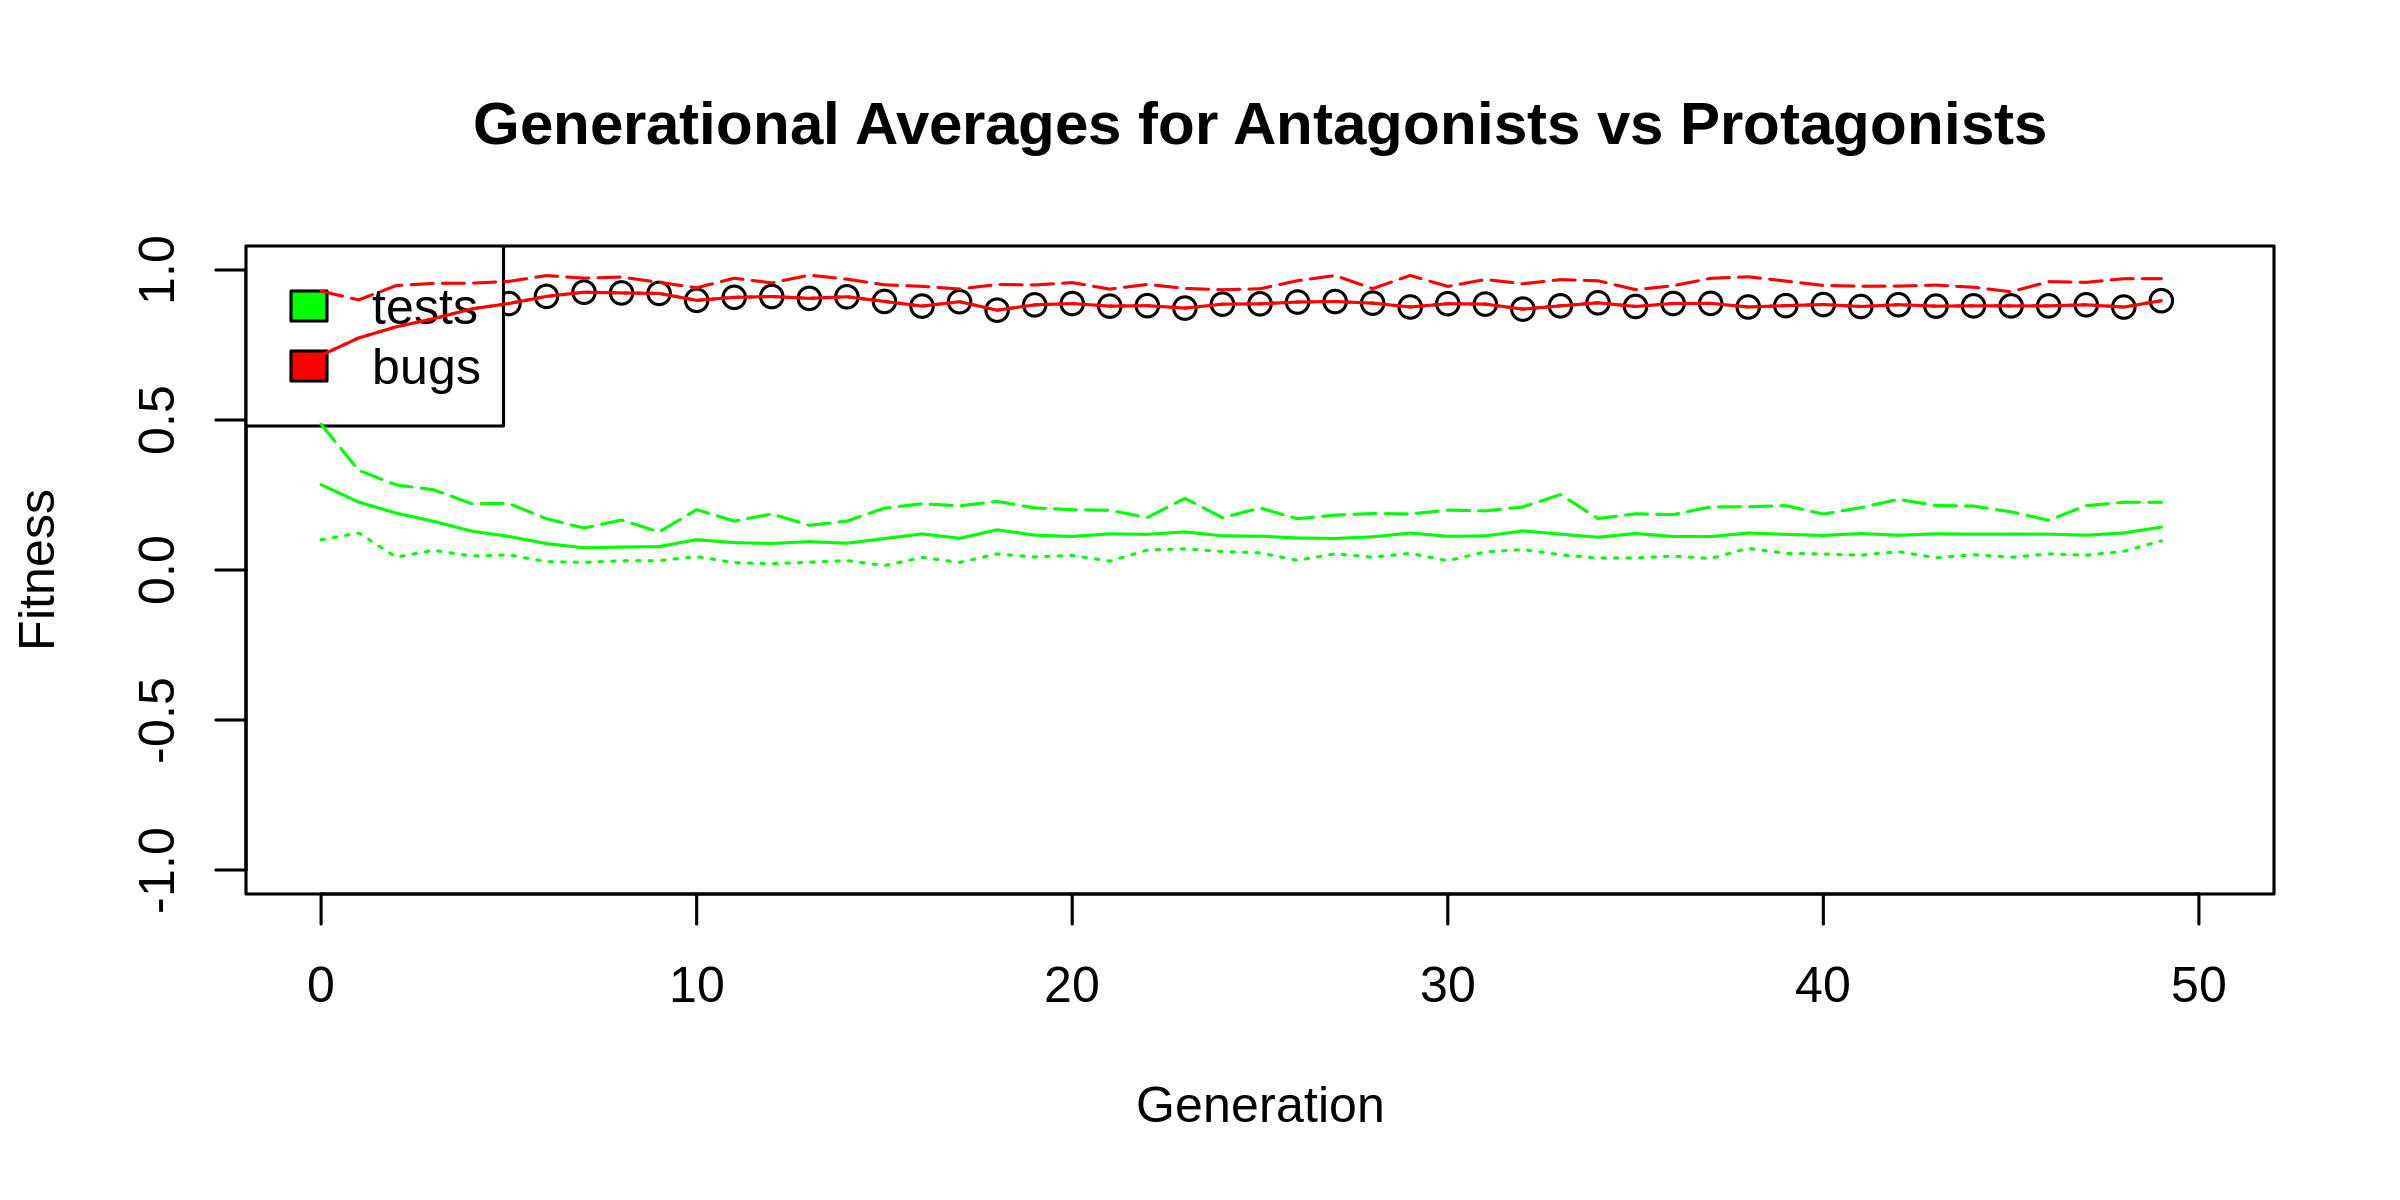 Generational Averages for Antagonists vs Protagonists
tests
bugs
Fitness
1.0
0.5
0.0
-0.5
-1.0
0 10 20 30 40 50
Generation